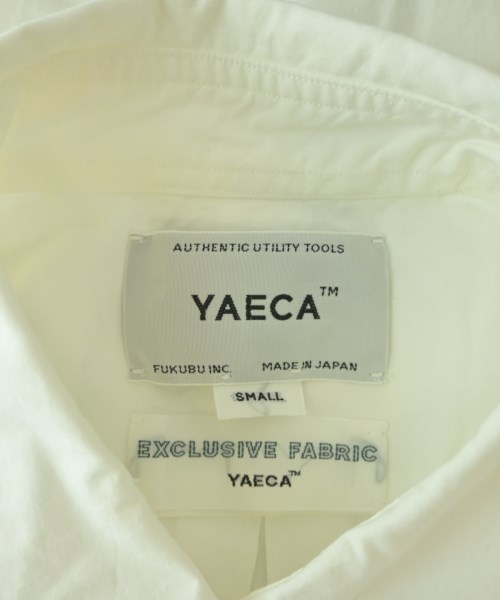 AUTHENTIC UTILITY TOOLS
YAECA™
FUKUBU INC. MADE IN JAPAN
SMALL
EXCLUSIVE FABRIC
YAECA™